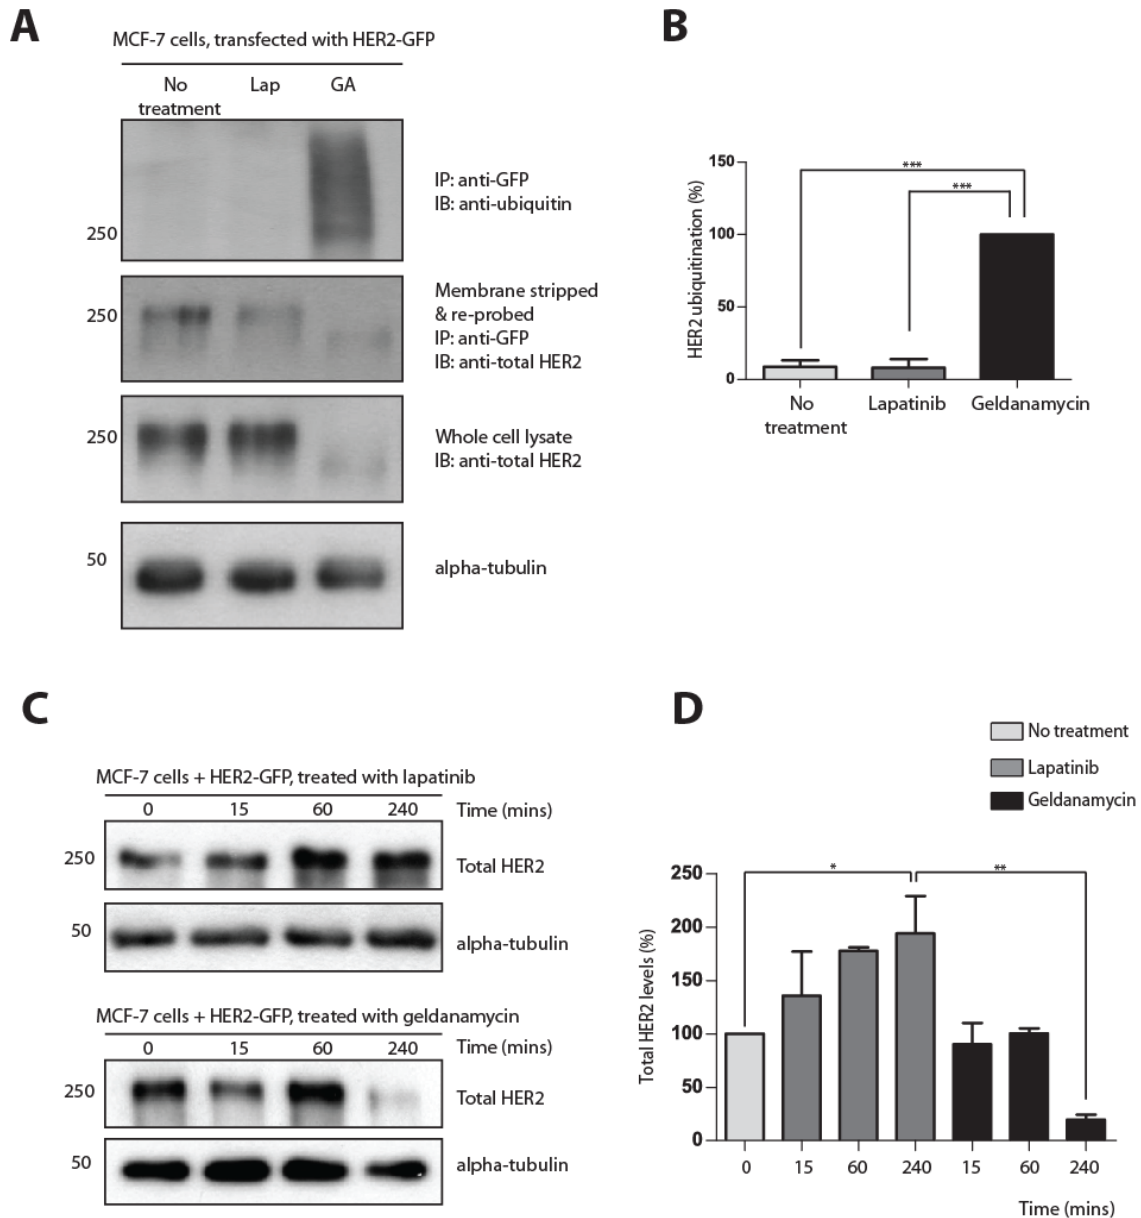 A
MCF-7 cells, transfected with HER2-GFP
No treatment
Lap
GA
250
IP: anti-GFP
IB: anti-ubiquitin
250
Membrane stripped
& re-probed
IP: anti-GFP
IB: anti-total HER2
250
Whole cell lysate
IB: anti-total HER2
50
alpha-tubulin
B
HER2 ubiquitination (%)
150
100
50
0
***
***
No treatment
Lapatinib
Geldanamycin
C
MCF-7 cells + HER2-GFP, treated with lapatinib
0 15 60 240 Time (mins)
250
Total HER2
50
alpha-tubulin
MCF-7 cells + HER2-GFP, treated with geldanamycin
0 15 60 240 Time (mins)
250
Total HER2
50
alpha-tubulin
D
No treatment
Lapatinib
Geldanamycin
Total HER2 levels (%)
250
200
150
100
50
0
*
**
0 15 60 240 15 60 240
Time (mins)